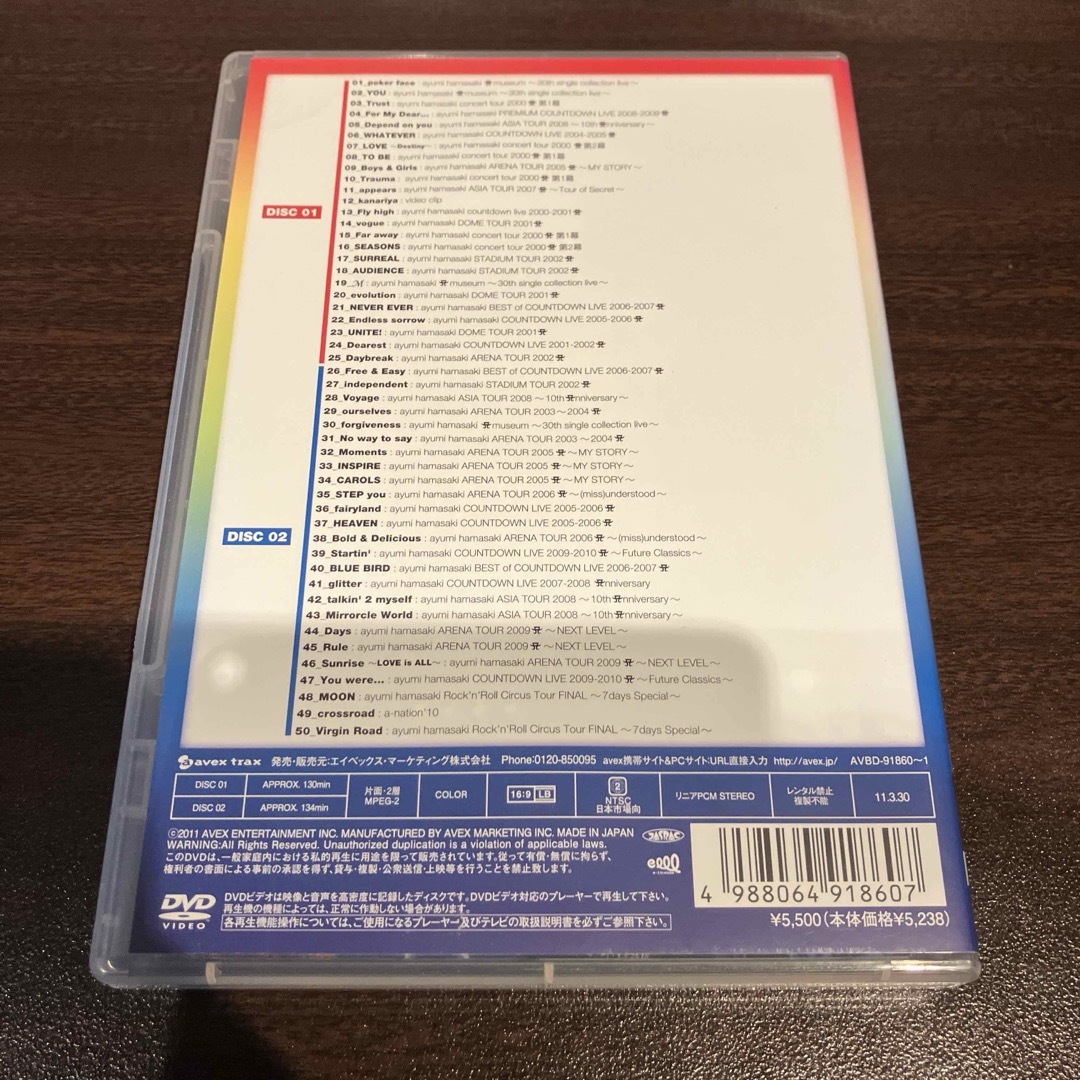 01_poker face : ayumi hamasaki Ⓐ museum ～30th single collection live～
02_YOU : ayumi hamasaki Ⓐ museum ～30th single collection live～
03_Trust : ayumi hamasaki concert tour 2000 Ⓐ 第1幕
04_For My Dear... : ayumi hamasaki PREMIUM COUNTDOWN LIVE 2008-2009 Ⓐ
05_Depend on you : ayumi hamasaki ASIA TOUR 2008 ～10th Ⓐnniversary～
06_WHATEVER : ayumi hamasaki COUNTDOWN LIVE 2004-2005 Ⓐ
07_LOVE ～Destiny～ : ayumi hamasaki concert tour 2000 Ⓐ 第2幕
08_TO BE : ayumi hamasaki concert tour 2000 Ⓐ 第1幕
09_Boys & Girls : ayumi hamasaki ARENA TOUR 2005 Ⓐ ～MY STORY～
10_Trauma : ayumi hamasaki concert tour 2000 Ⓐ 第1幕
11_appears : ayumi hamasaki ASIA TOUR 2007 Ⓐ ～Tour of Secret～
12_kanariya : video clip
DISC 01
13_Fly high : ayumi hamasaki countdown live 2000-2001 Ⓐ
14_vogue : ayumi hamasaki DOME TOUR 2001 Ⓐ
15_Far away : ayumi hamasaki concert tour 2000 Ⓐ 第1幕
16_SEASONS : ayumi hamasaki concert tour 2000 Ⓐ 第2幕
17_SURREAL : ayumi hamasaki STADIUM TOUR 2002 Ⓐ
18_AUDIENCE : ayumi hamasaki STADIUM TOUR 2002 Ⓐ
19_M : ayumi hamasaki Ⓐ museum ～30th single collection live～
20_evolution : ayumi hamasaki DOME TOUR 2001 Ⓐ
21_NEVER EVER : ayumi hamasaki BEST of COUNTDOWN LIVE 2006-2007 Ⓐ
22_Endless sorrow : ayumi hamasaki COUNTDOWN LIVE 2005-2006 Ⓐ
23_UNITE! : ayumi hamasaki DOME TOUR 2001 Ⓐ
24_Dearest : ayumi hamasaki COUNTDOWN LIVE 2001-2002 Ⓐ
25_Daybreak : ayumi hamasaki ARENA TOUR 2002 Ⓐ
26_Free & Easy : ayumi hamasaki BEST of COUNTDOWN LIVE 2006-2007 Ⓐ
27_independent : ayumi hamasaki STADIUM TOUR 2002 Ⓐ
28_Voyage : ayumi hamasaki ASIA TOUR 2008 ～10th Ⓐnniversary～
29_ourselves : ayumi hamasaki ARENA TOUR 2003～2004 Ⓐ
30_forgiveness : ayumi hamasaki Ⓐ museum ～30th single collection live～
31_No way to say : ayumi hamasaki ARENA TOUR 2003 ～2004 Ⓐ
32_Moments : ayumi hamasaki ARENA TOUR 2005 Ⓐ ～MY STORY～
33_INSPIRE : ayumi hamasaki ARENA TOUR 2005 Ⓐ ～MY STORY～
34_CAROLS : ayumi hamasaki ARENA TOUR 2005 Ⓐ ～MY STORY～
35_STEP you : ayumi hamasaki ARENA TOUR 2006 Ⓐ ～(miss)understood～
36_fairyland : ayumi hamasaki COUNTDOWN LIVE 2005-2006 Ⓐ
37_HEAVEN : ayumi hamasaki COUNTDOWN LIVE 2005-2006 Ⓐ
DISC 02
38_Bold & Delicious : ayumi hamasaki ARENA TOUR 2006 Ⓐ ～(miss)understood～
39_Startin' : ayumi hamasaki COUNTDOWN LIVE 2009-2010 Ⓐ ～Future Classics～
40_BLUE BIRD : ayumi hamasaki BEST of COUNTDOWN LIVE 2006-2007 Ⓐ
41_glitter : ayumi hamasaki COUNTDOWN LIVE 2007-2008 Ⓐnniversary
42_talkin' 2 myself : ayumi hamasaki ASIA TOUR 2008 ～10th Ⓐnniversary～
43_Mirrorcle World : ayumi hamasaki ASIA TOUR 2008 ～10th Ⓐnniversary～
44_Days : ayumi hamasaki ARENA TOUR 2009 Ⓐ ～NEXT LEVEL～
45_Rule : ayumi hamasaki ARENA TOUR 2009 Ⓐ ～NEXT LEVEL～
46_Sunrise ～LOVE is ALL～ : ayumi hamasaki ARENA TOUR 2009 Ⓐ ～NEXT LEVEL～
47_You were... : ayumi hamasaki COUNTDOWN LIVE 2009-2010 Ⓐ ～Future Classics～
48_MOON : ayumi hamasaki Rock'n'Roll Circus Tour FINAL ～7days Special～
49_crossroad : a-nation'10
50_Virgin Road : ayumi hamasaki Rock'n'Roll Circus Tour FINAL ～7days Special～
avex trax 発売・販売元:エイベックス・マーケティング株式会社 Phone:0120-850095 avex携帯サイト&PCサイト:URL直接入力 http://avex.jp/ AVBD-91860～1
DISC 01 APPROX. 130min
DISC 02 APPROX. 134min
片面・2層 MPEG-2
COLOR
16:9 LB
2 NTSC 日本市場向
リニアPCM STEREO
レンタル禁止 複製不能
11.3.30
©2011 AVEX ENTERTAINMENT INC. MANUFACTURED BY AVEX MARKETING INC. MADE IN JAPAN
WARNING:All Rights Reserved. Unauthorized duplication is a violation of applicable laws.
このDVDは、一般家庭内における私的再生に用途を限って販売されています。従って有償・無償に拘らず、
権利者の書面による事前の承認を得ず、貸与・複製・公衆送信・上映等を行うことを禁止致します。
JASRAC
DVD VIDEO
DVDビデオは映像と音声を高密度に記録したディスクです。DVDビデオ対応のプレーヤーで再生して下さい。
再生機の機種によっては、正常に作動しない場合があります。
各再生機能操作については、ご使用になるプレーヤー及びテレビの取扱説明書を必ずご参照下さい。
4 988064 918607
¥5,500(本体価格¥5,238)